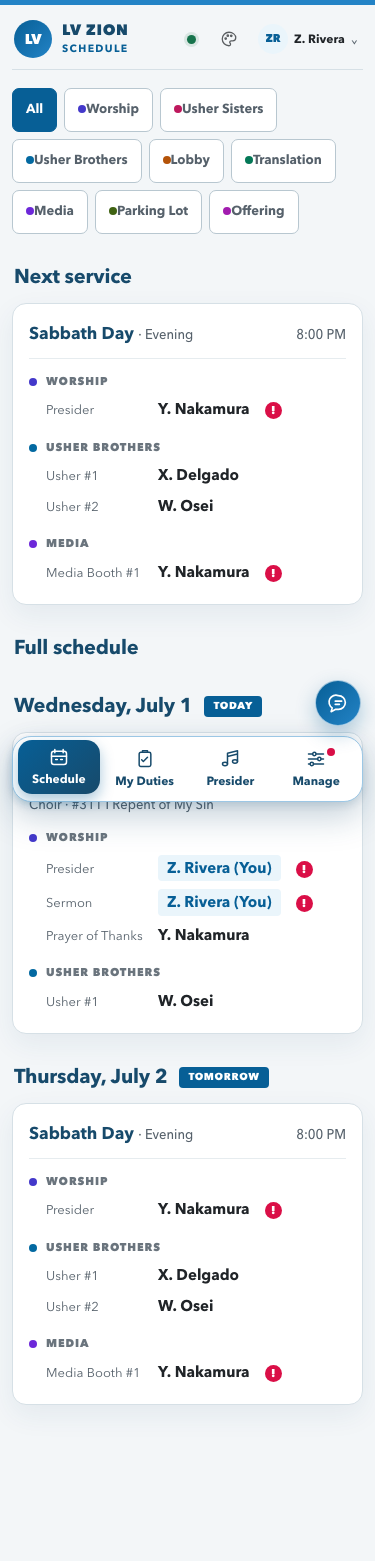 LV
LV ZION
SCHEDULE
ZR
Z. Rivera
All
Worship
Usher Sisters
Usher Brothers
Lobby
Translation
Media
Parking Lot
Offering
Next service
Sabbath Day · Evening
8:00 PM
WORSHIP
Presider
Y. Nakamura
!
USHER BROTHERS
Usher #1
X. Delgado
Usher #2
W. Osei
MEDIA
Media Booth #1
Y. Nakamura
!
Full schedule
Wednesday, July 1
TODAY
Schedule
My Duties
Presider
Manage
Choir · #311 I Repent of My Sin
WORSHIP
Presider
Z. Rivera (You)
!
Sermon
Z. Rivera (You)
!
Prayer of Thanks
Y. Nakamura
USHER BROTHERS
Usher #1
W. Osei
Thursday, July 2
TOMORROW
Sabbath Day · Evening
8:00 PM
WORSHIP
Presider
Y. Nakamura
!
USHER BROTHERS
Usher #1
X. Delgado
Usher #2
W. Osei
MEDIA
Media Booth #1
Y. Nakamura
!